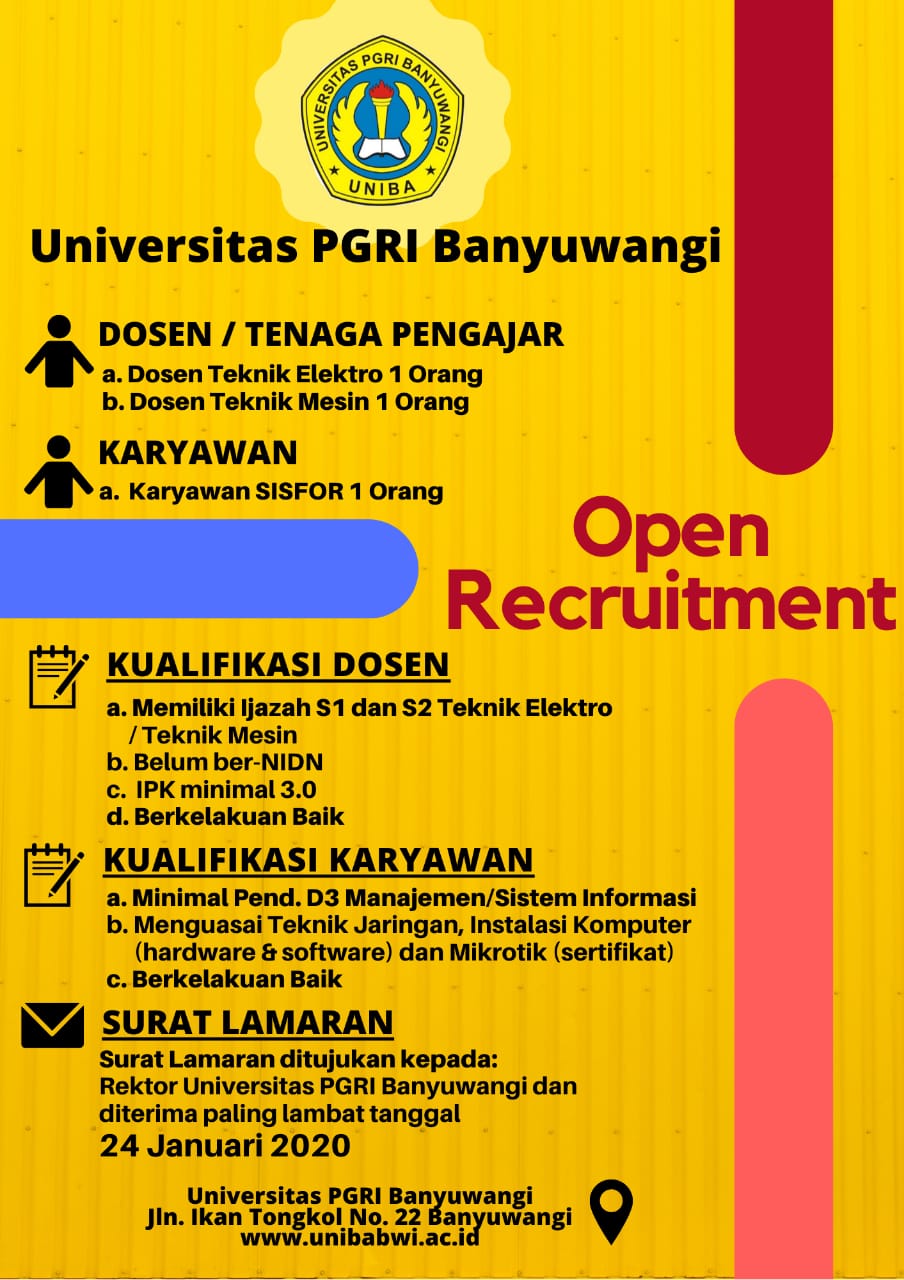 UNIVERSITAS PGRI BANYUWANGI
UNIBA
Universitas PGRI Banyuwangi
DOSEN / TENAGA PENGAJAR
a. Dosen Teknik Elektro 1 Orang
b. Dosen Teknik Mesin 1 Orang
KARYAWAN
a. Karyawan SISFOR 1 Orang
Open
Recruitment
KUALIFIKASI DOSEN
a. Memiliki Ijazah S1 dan S2 Teknik Elektro
/ Teknik Mesin
b. Belum ber-NIDN
c. IPK minimal 3.0
d. Berkelakuan Baik
KUALIFIKASI KARYAWAN
a. Minimal Pend. D3 Manajemen/Sistem Informasi
b. Menguasai Teknik Jaringan, Instalasi Komputer
(hardware & software) dan Mikrotik (sertifikat)
c. Berkelakuan Baik
SURAT LAMARAN
Surat Lamaran ditujukan kepada:
Rektor Universitas PGRI Banyuwangi dan
diterima paling lambat tanggal
24 Januari 2020
Universitas PGRI Banyuwangi
Jln. Ikan Tongkol No. 22 Banyuwangi
www.unibabwi.ac.id